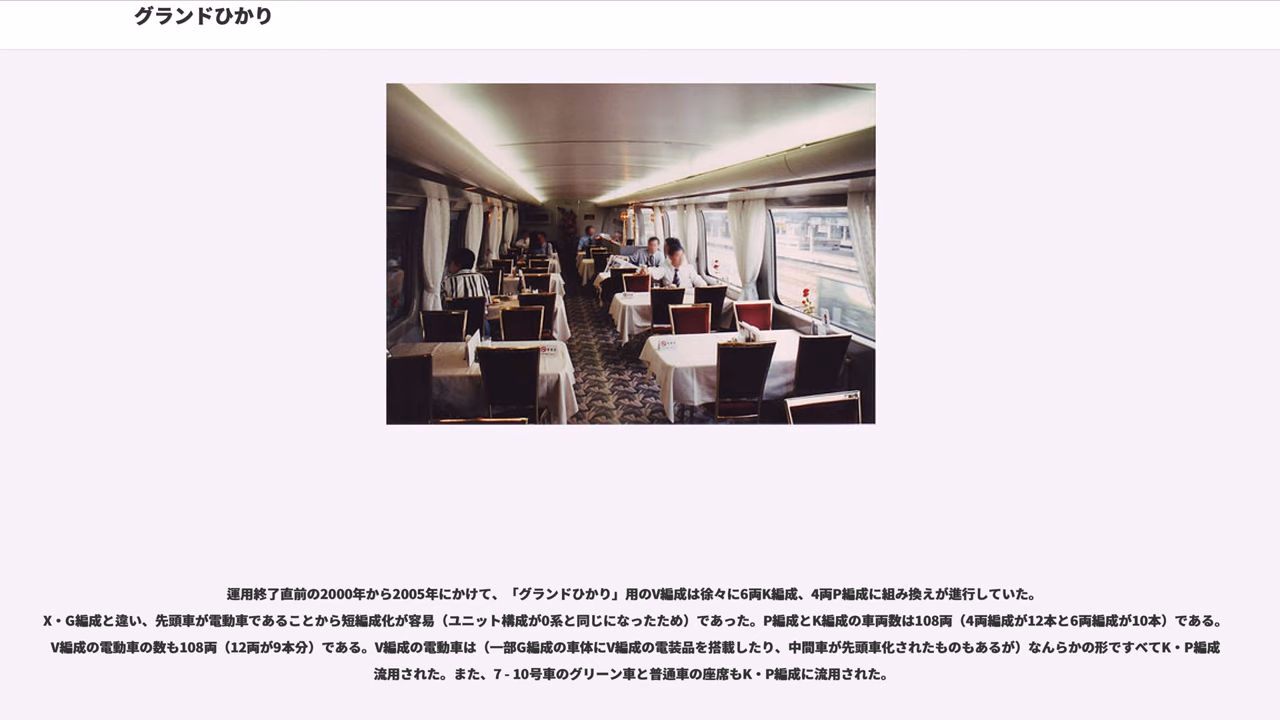 グランドひかり
運用終了直前の2000年から2005年にかけて、「グランドひかり」用のV編成は徐々に6両K編成、4両P編成に組み換えが進行していた。
X・G編成と違い、先頭車が電動車であることから短編成化が容易（ユニット構成が0系と同じになったため）であった。P編成とK編成の車両数は108両（4両編成が12本と6両編成が10本）である。
V編成の電動車の数も108両（12両が9本分）である。V編成の電動車は（一部G編成の車体にV編成の電装品を搭載したり、中間車が先頭車化されたものもあるが）なんらかの形ですべてK・P編成
流用された。また、7 - 10号車のグリーン車と普通車の座席もK・P編成に流用された。